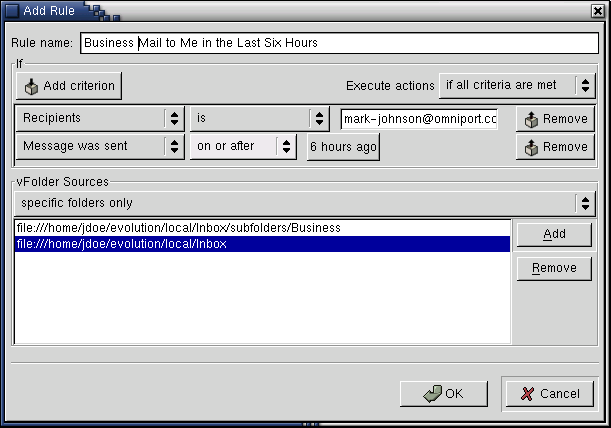 Add Rule
Rule name: Business Mail to Me in the Last Six Hours
If
Add criterion Execute actions if all criteria are met
Recipients is mark-johnson@omniport.cc Remove
Message was sent on or after 6 hours ago Remove
vFolder Sources
specific folders only
file:///home/jdoe/evolution/local/Inbox/subfolders/Business
file:///home/jdoe/evolution/local/Inbox
Add
Remove
OK Cancel